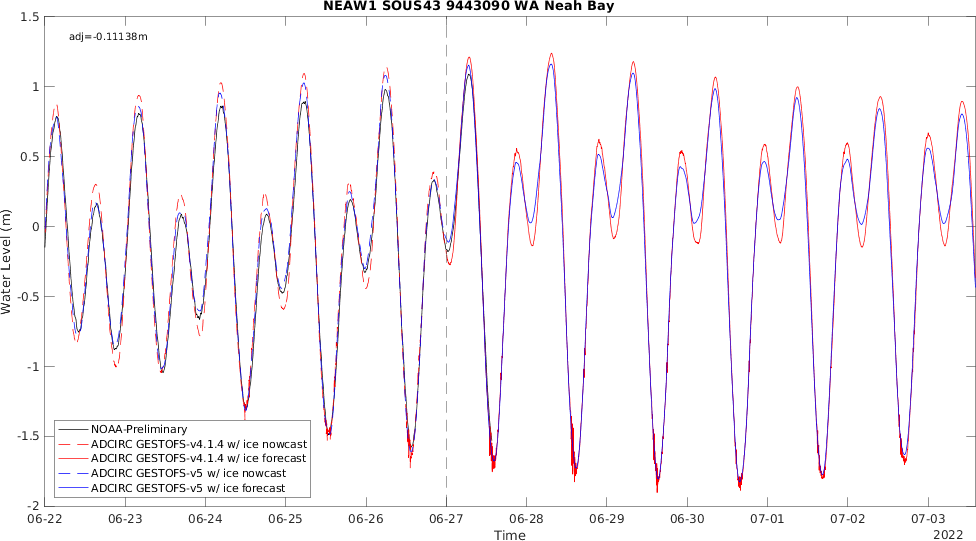 NEAW1 SOUS43 9443090 WA Neah Bay
adj=-0.11138m
1.5
1
0.5
0
-0.5
-1
-1.5
-2
Water Level (m)
NOAA-Preliminary
ADCIRC GESTOFS-v4.1.4 w/ ice nowcast
ADCIRC GESTOFS-v4.1.4 w/ ice forecast
ADCIRC GESTOFS-v5 w/ ice nowcast
ADCIRC GESTOFS-v5 w/ ice forecast
06-22 06-23 06-24 06-25 06-26 06-27 06-28 06-29 06-30 07-01 07-02 07-03
Time
2022